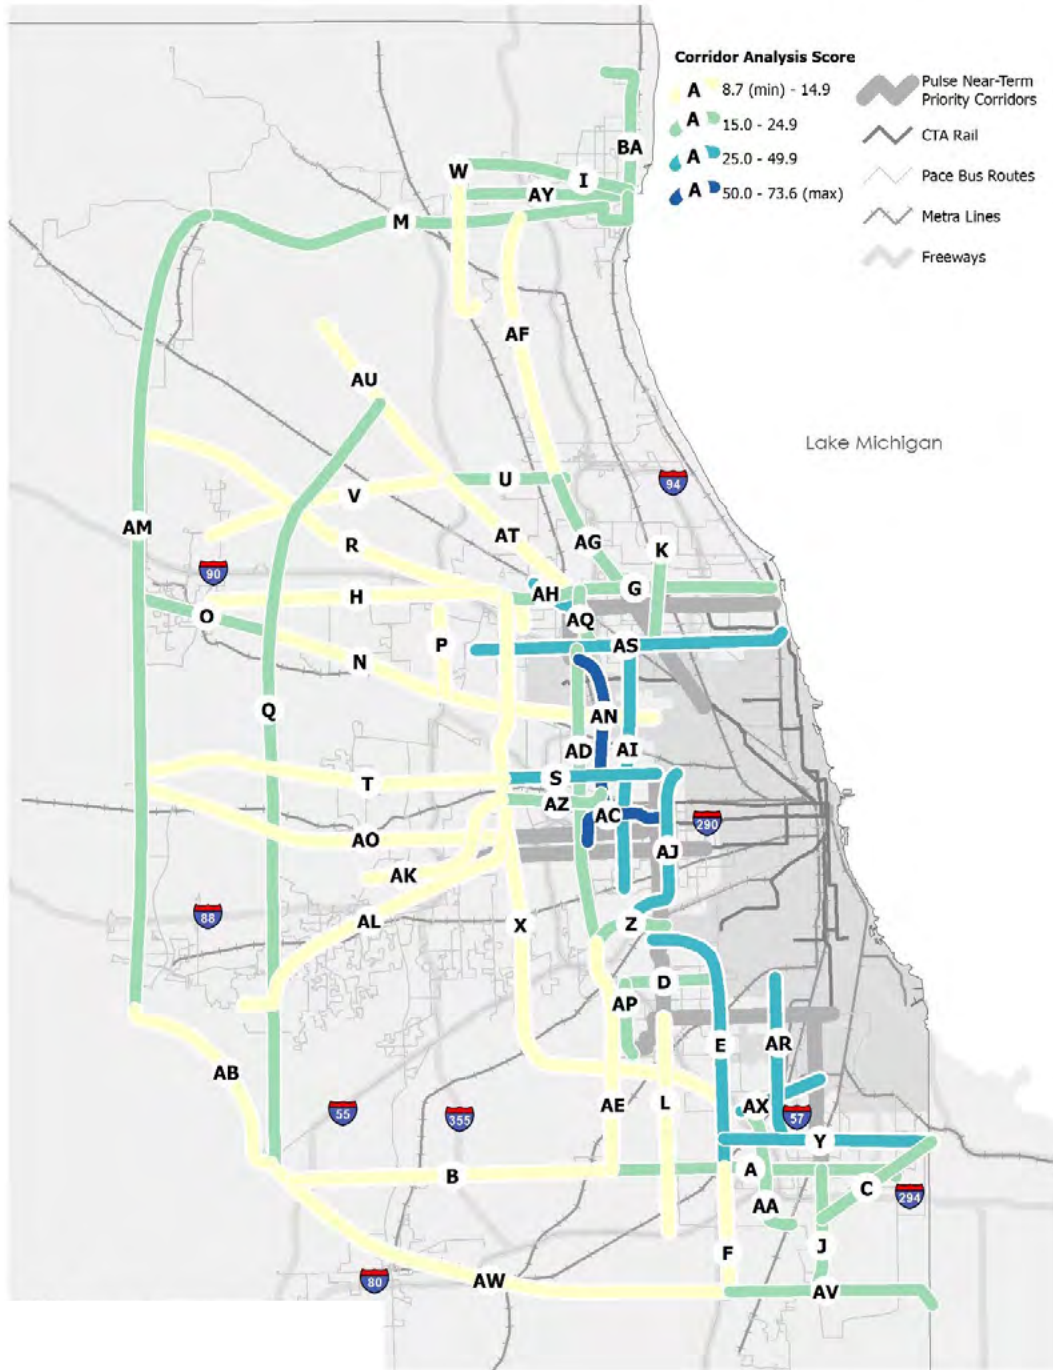 Corridor Analysis Score
A 8.7 (min) - 14.9
A 15.0 - 24.9
A 25.0 - 49.9
A 50.0 - 73.6 (max)
Pulse Near-Term
Priority Corridors
CTA Rail
Pace Bus Routes
Metra Lines
Freeways
BA
W
I
AY
M
AF
AU
Lake Michigan
U
94
V
AM
AT
AG
R
K
90
H
AH
G
O
AQ
P
AS
N
Q
AN
AD
AI
S
T
AZ
AC
290
AO
AJ
AK
88
AL
X
Z
D
AP
E
AR
AB
AE
L
AX
55
355
57
Y
B
A
C
294
AA
F
J
80
AW
AV